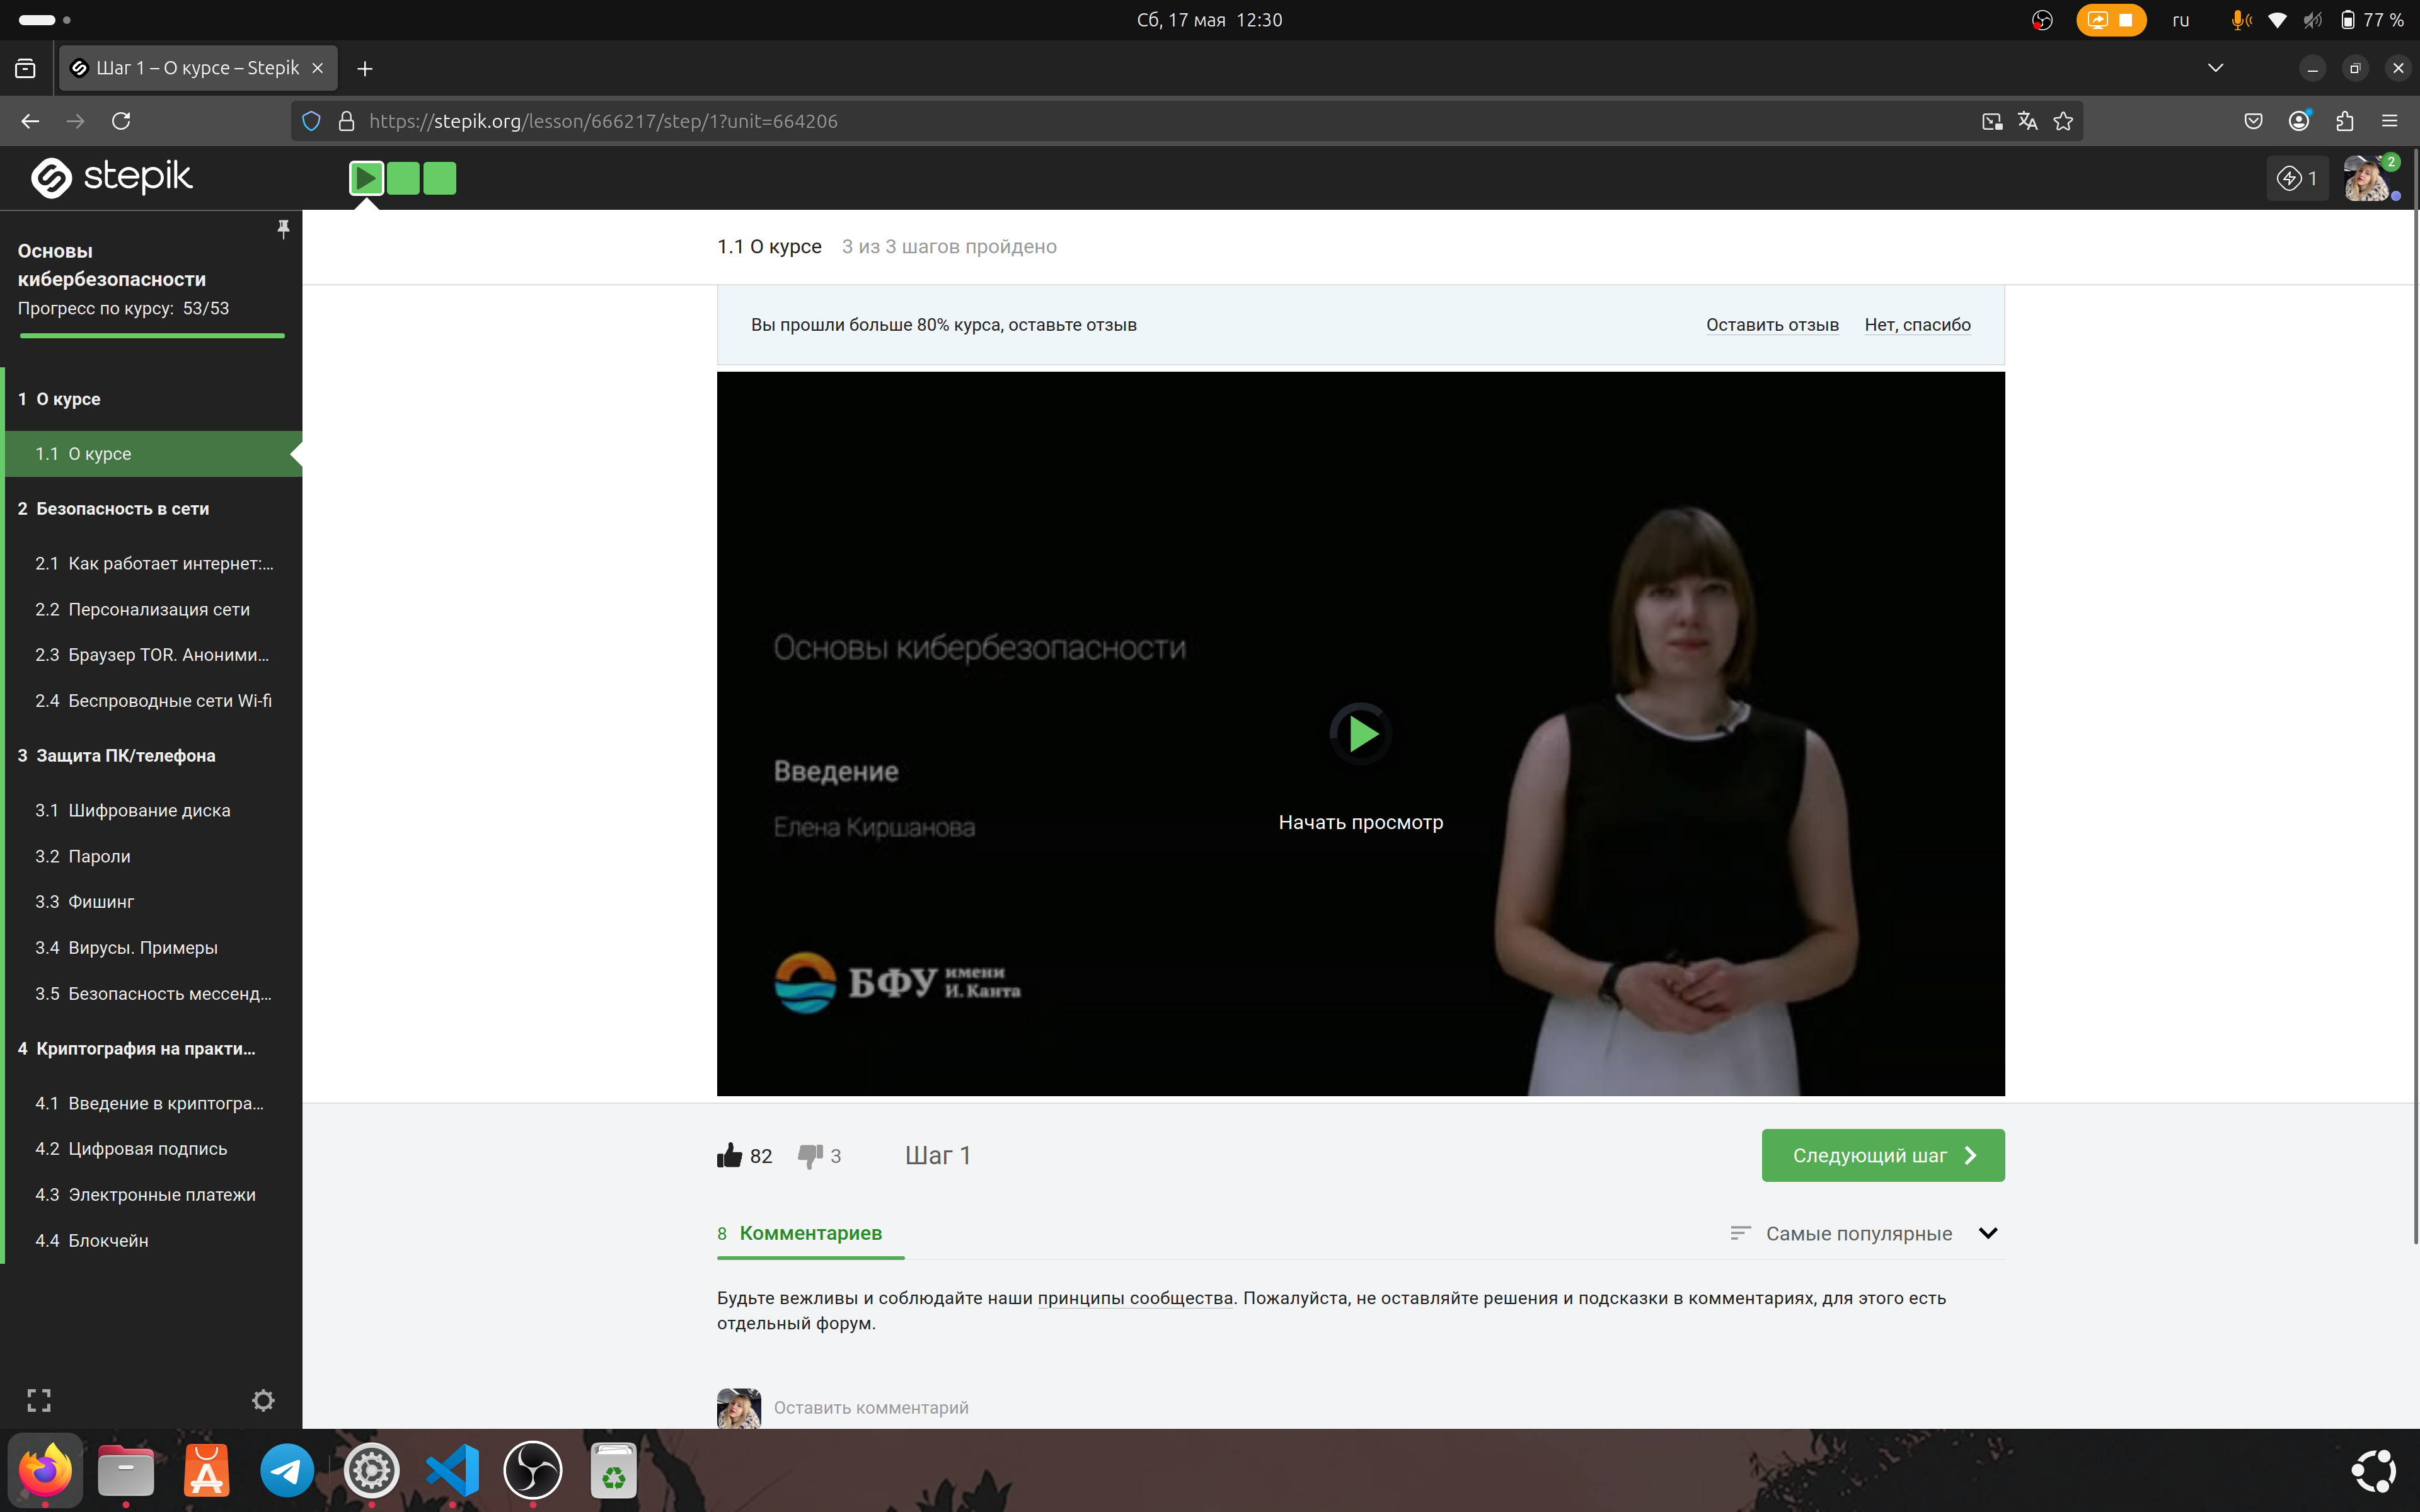 Сб, 17 мая 12:30
ru
77 %
Шаг 1 – О курсе – Stepik
https://stepik.org/lesson/666217/step/1?unit=664206
stepik
1
2
Основы
кибербезопасности
Прогресс по курсу: 53/53
1 О курсе
1.1 О курсе
2 Безопасность в сети
2.1 Как работает интернет:...
2.2 Персонализация сети
2.3 Браузер TOR. Аноними...
2.4 Беспроводные сети Wi-fi
3 Защита ПК/телефона
3.1 Шифрование диска
3.2 Пароли
3.3 Фишинг
3.4 Вирусы. Примеры
3.5 Безопасность мессенд...
4 Криптография на практи...
4.1 Введение в криптогра...
4.2 Цифровая подпись
4.3 Электронные платежи
4.4 Блокчейн
1.1 О курсе 3 из 3 шагов пройдено
Вы прошли больше 80% курса, оставьте отзыв
Оставить отзыв Нет, спасибо
Основы кибербезопасности
Введение
Елена Киршанова
Начать просмотр
БФУ имени
И. Канта
82 3 Шаг 1
Следующий шаг
8 Комментариев
Самые популярные
Будьте вежливы и соблюдайте наши принципы сообщества. Пожалуйста, не оставляйте решения и подсказки в комментариях, для этого есть
отдельный форум.
Оставить комментарий